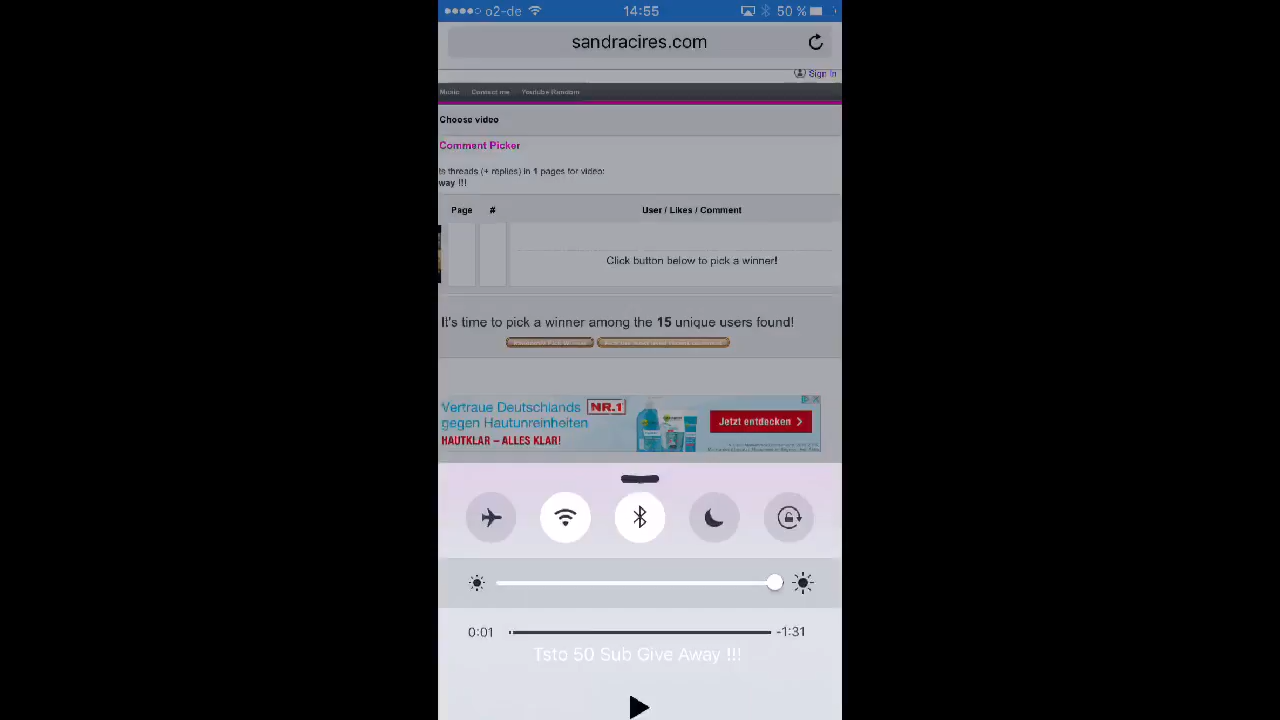 o2-de 14:55 50 %
sandracires.com
Sign In
Music Contact me Youtube Random
Choose video
Comment Picker
ts threads (+ replies) in 1 pages for video:
way !!!
Page # User / Likes / Comment
Click button below to pick a winner!
It's time to pick a winner among the 15 unique users found!
Vertraue Deutschlands NR.1
gegen Hautunreinheiten
HAUTKLAR – ALLES KLAR!
Jetzt entdecken
0:01 -1:31
Tsto 50 Sub Give Away !!!